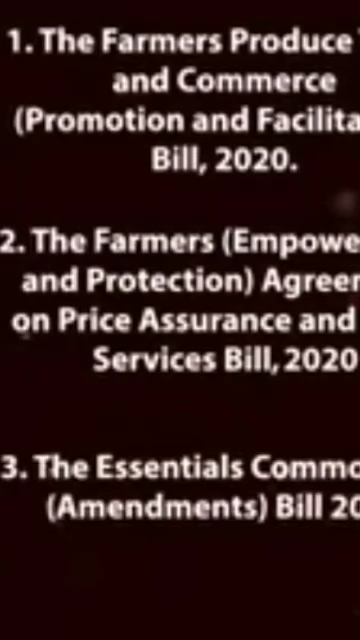 1. The Farmers Produce
and Commerce
(Promotion and Facilita
Bill, 2020.
2. The Farmers (Empowe
and Protection) Agreer
on Price Assurance and
Services Bill, 2020
3. The Essentials Commo
(Amendments) Bill 20